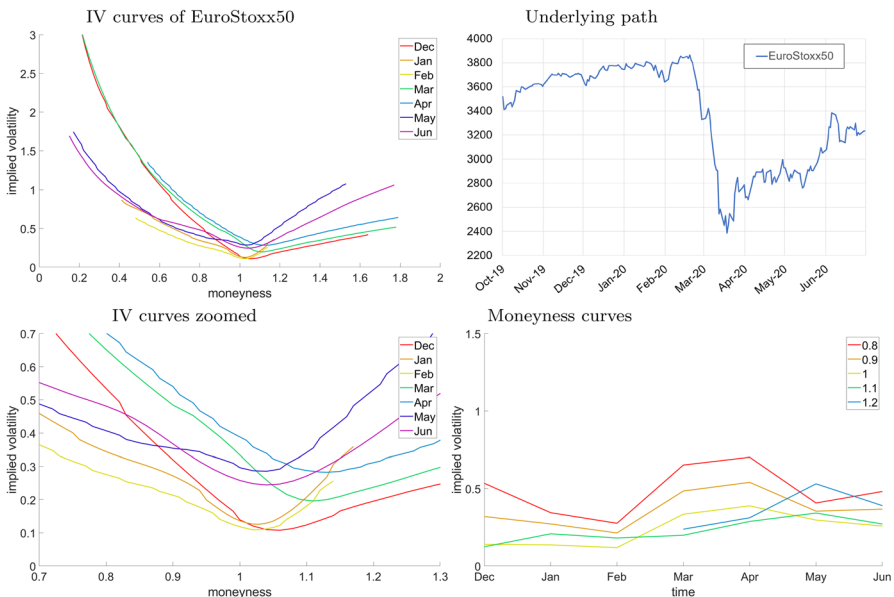 IV curves of EuroStoxx50
3
2.5
2
1.5
1
0.5
0
implied volatility
0
0.2
0.4
0.6
0.8
1
1.2
1.4
1.6
1.8
2
moneyness
Dec
Jan
Feb
Mar
Apr
May
Jun
Underlying path
4000
3800
3600
3400
3200
3000
2800
2600
2400
2200
EuroStoxx50
Oct-19
Nov-19
Dec-19
Jan-20
Feb-20
Mar-20
Apr-20
May-20
Jun-20
IV curves zoomed
0.7
0.6
0.5
0.4
0.3
0.2
0.1
0
implied volatility
0.7
0.8
0.9
1
1.1
1.2
1.3
moneyness
Dec
Jan
Feb
Mar
Apr
May
Jun
Moneyness curves
1.5
1
0.5
0
implied volatility
Dec
Jan
Feb
Mar
Apr
May
Jun
time
0.8
0.9
1
1.1
1.2